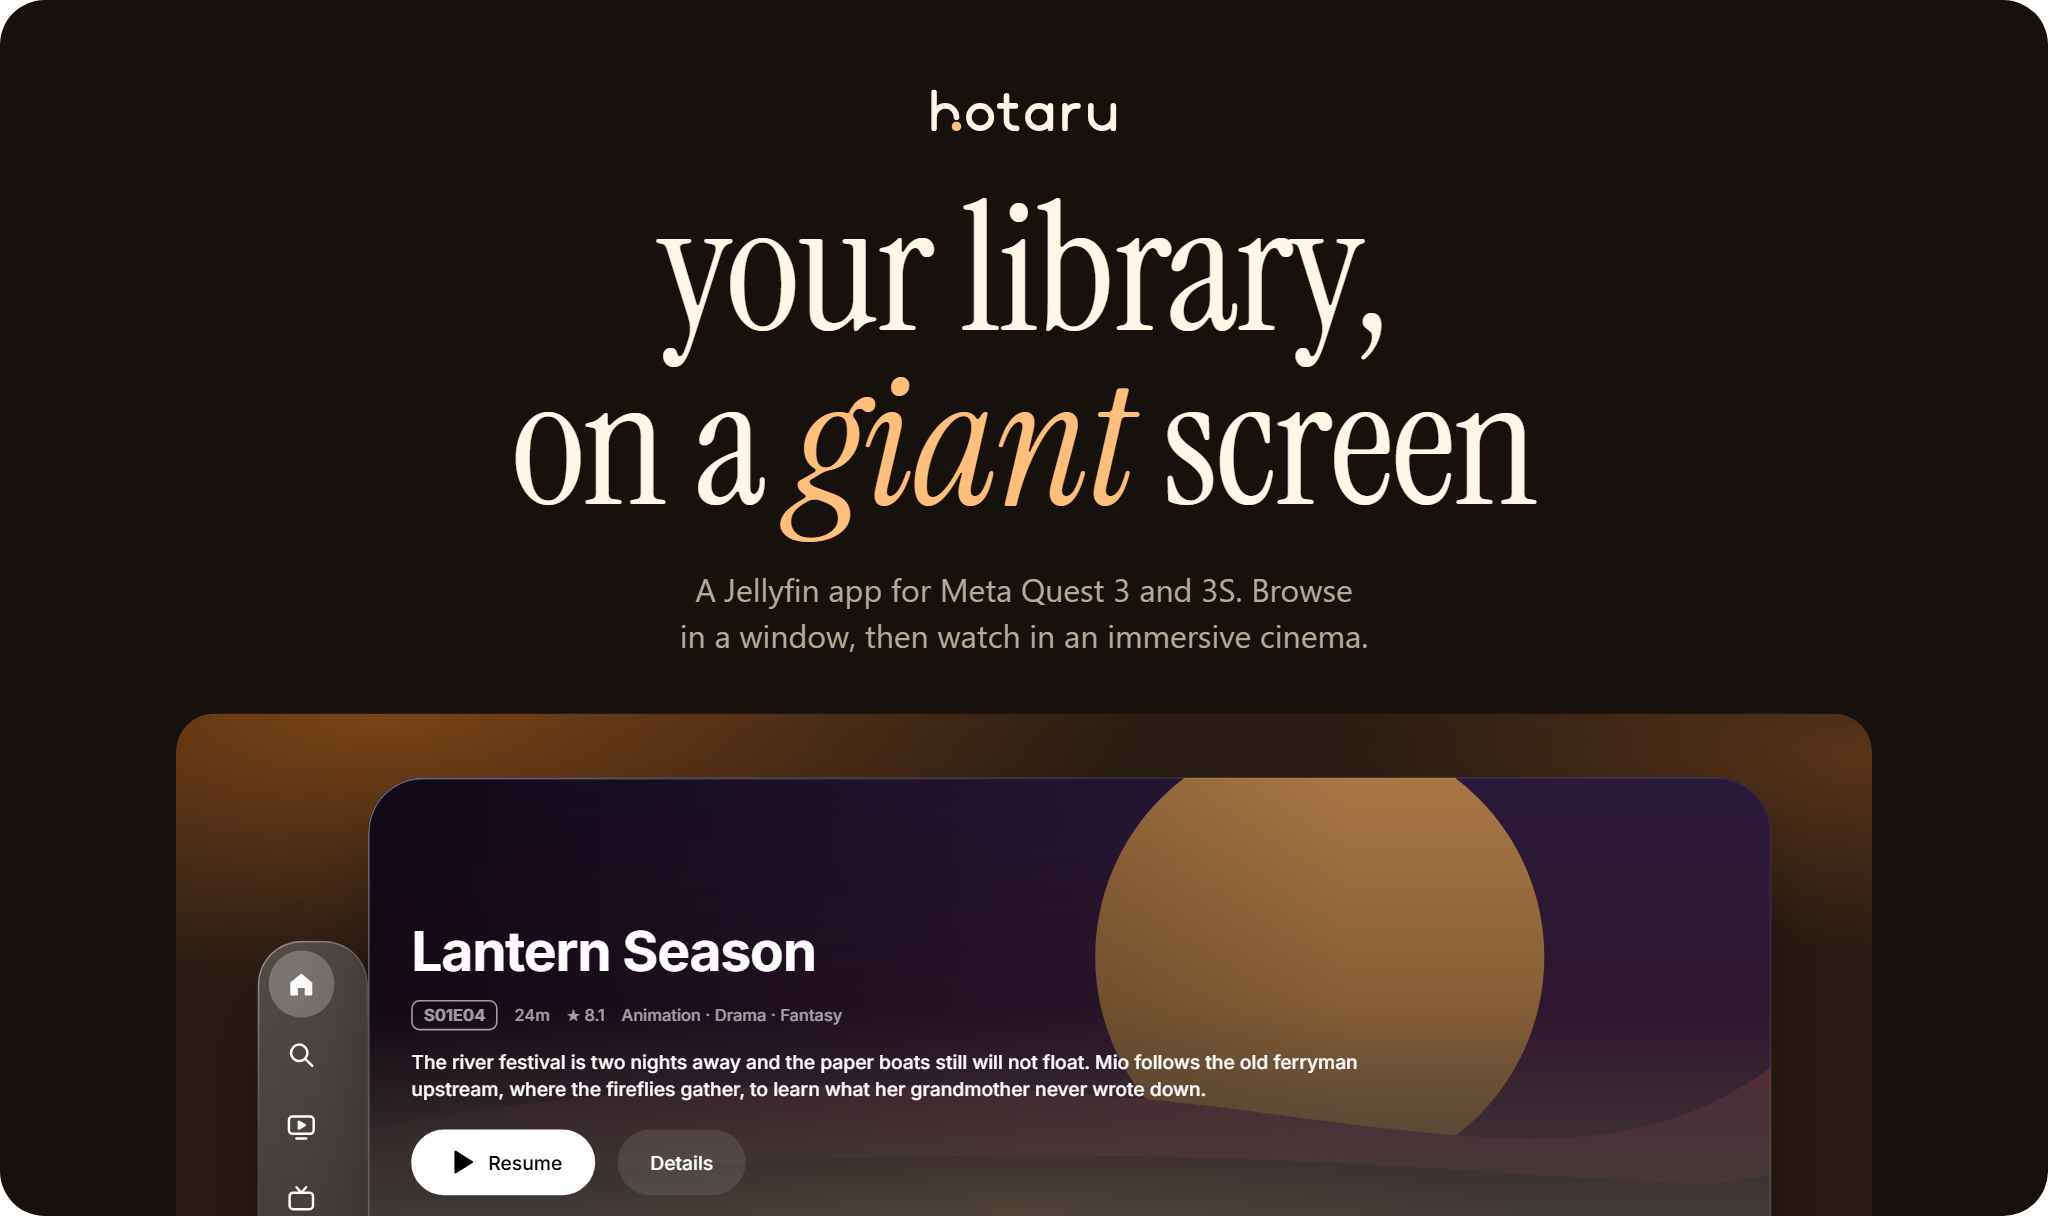 hotaru
your library,
on a giant screen
A Jellyfin app for Meta Quest 3 and 3S. Browse
in a window, then watch in an immersive cinema.
Lantern Season
S01E04 24m ★ 8.1 Animation · Drama · Fantasy
The river festival is two nights away and the paper boats still will not float. Mio follows the old ferryman
upstream, where the fireflies gather, to learn what her grandmother never wrote down.
Resume Details